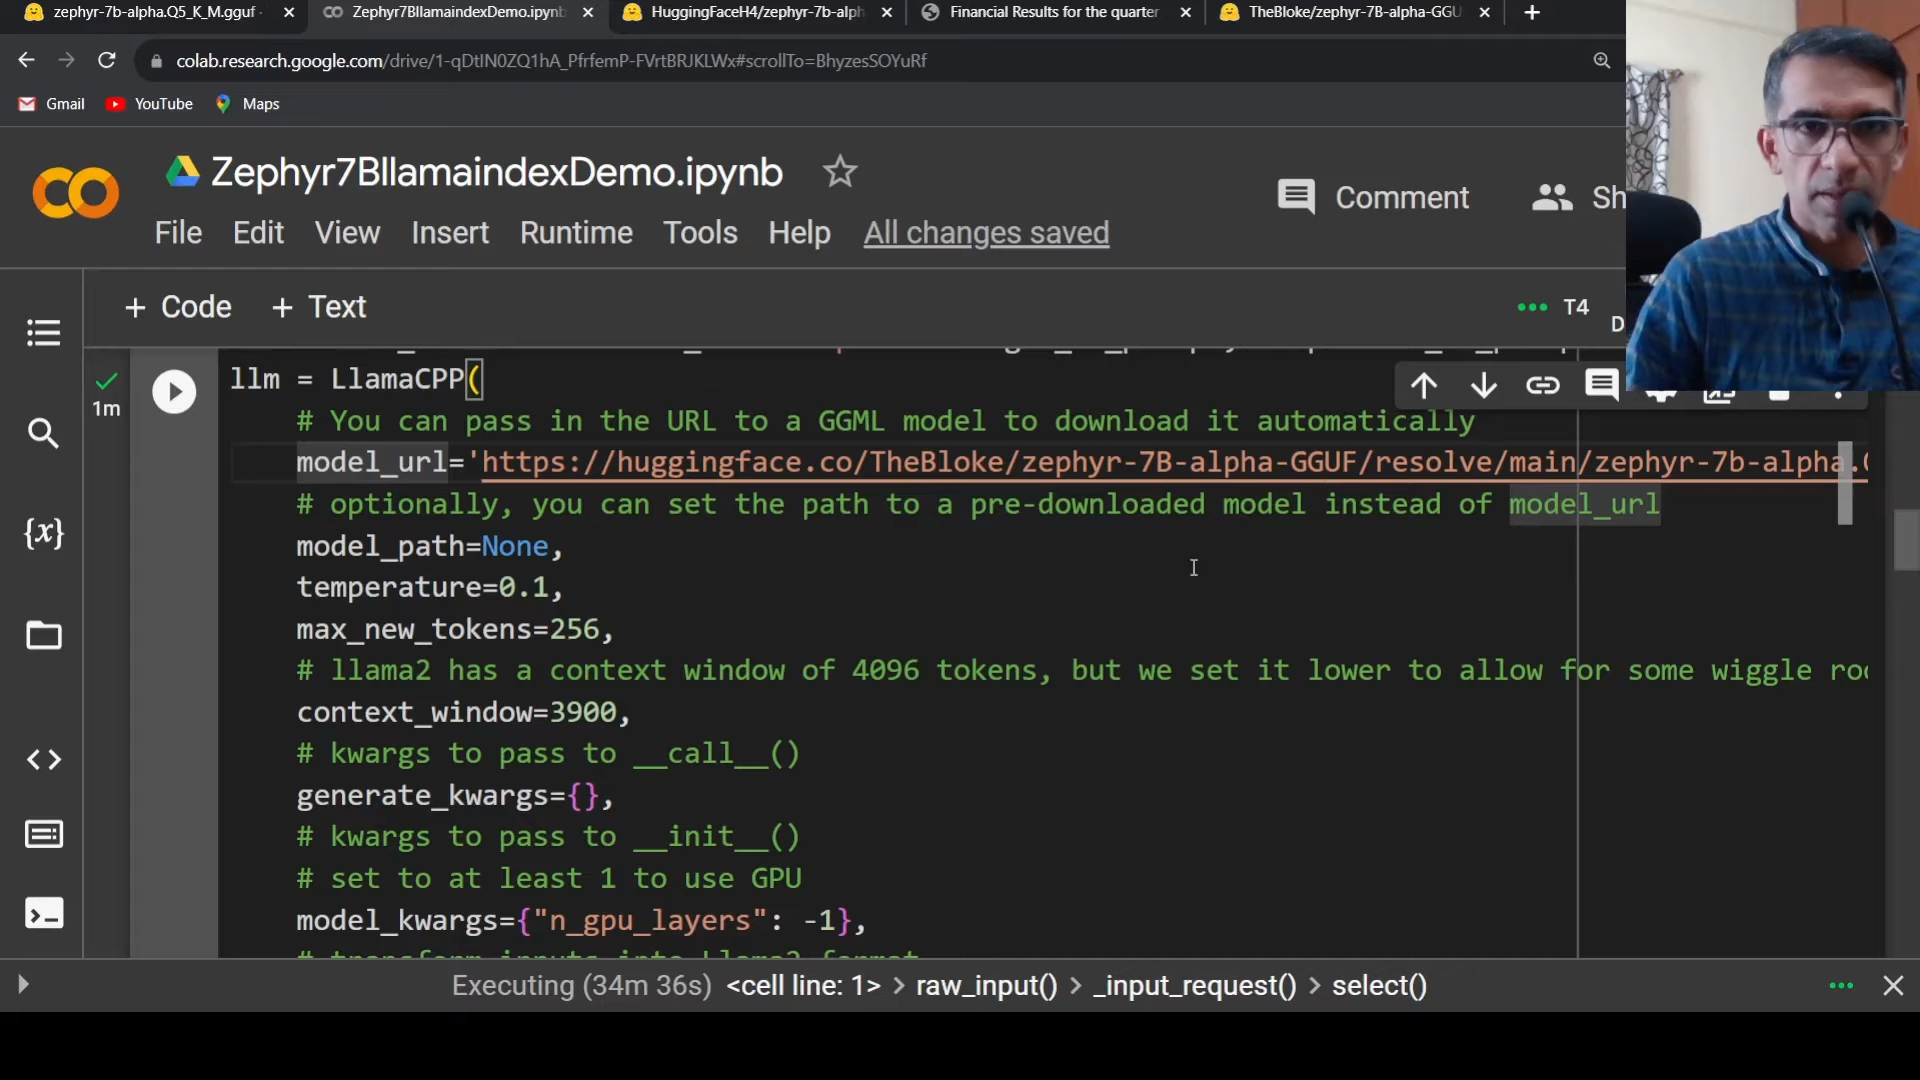 zephyr-7b-alpha.Q5_K_M.gguf
Zephyr7BllamaindexDemo.ipynb
HuggingFaceH4/zephyr-7b-alph
Financial Results for the quarter
TheBloke/zephyr-7B-alpha-GGU
colab.research.google.com/drive/1-qDtIN0ZQ1hA_PfrfemP-FVrtBRJKLWx#scrollTo=BhyzesSOYuRf
Gmail YouTube Maps
Zephyr7BllamaindexDemo.ipynb
Comment
Sh
File Edit View Insert Runtime Tools Help All changes saved
+ Code + Text
T4
D
1m
llm = LlamaCPP(
# You can pass in the URL to a GGML model to download it automatically
model_url='https://huggingface.co/TheBloke/zephyr-7B-alpha-GGUF/resolve/main/zephyr-7b-alpha.
# optionally, you can set the path to a pre-downloaded model instead of model_url
model_path=None,
temperature=0.1,
max_new_tokens=256,
# llama2 has a context window of 4096 tokens, but we set it lower to allow for some wiggle roo
context_window=3900,
# kwargs to pass to __call__()
generate_kwargs={},
# kwargs to pass to __init__()
# set to at least 1 to use GPU
model_kwargs={"n_gpu_layers": -1},
# transform inputs into Llama2 format
Executing (34m 36s) <cell line: 1> > raw_input() > _input_request() > select()